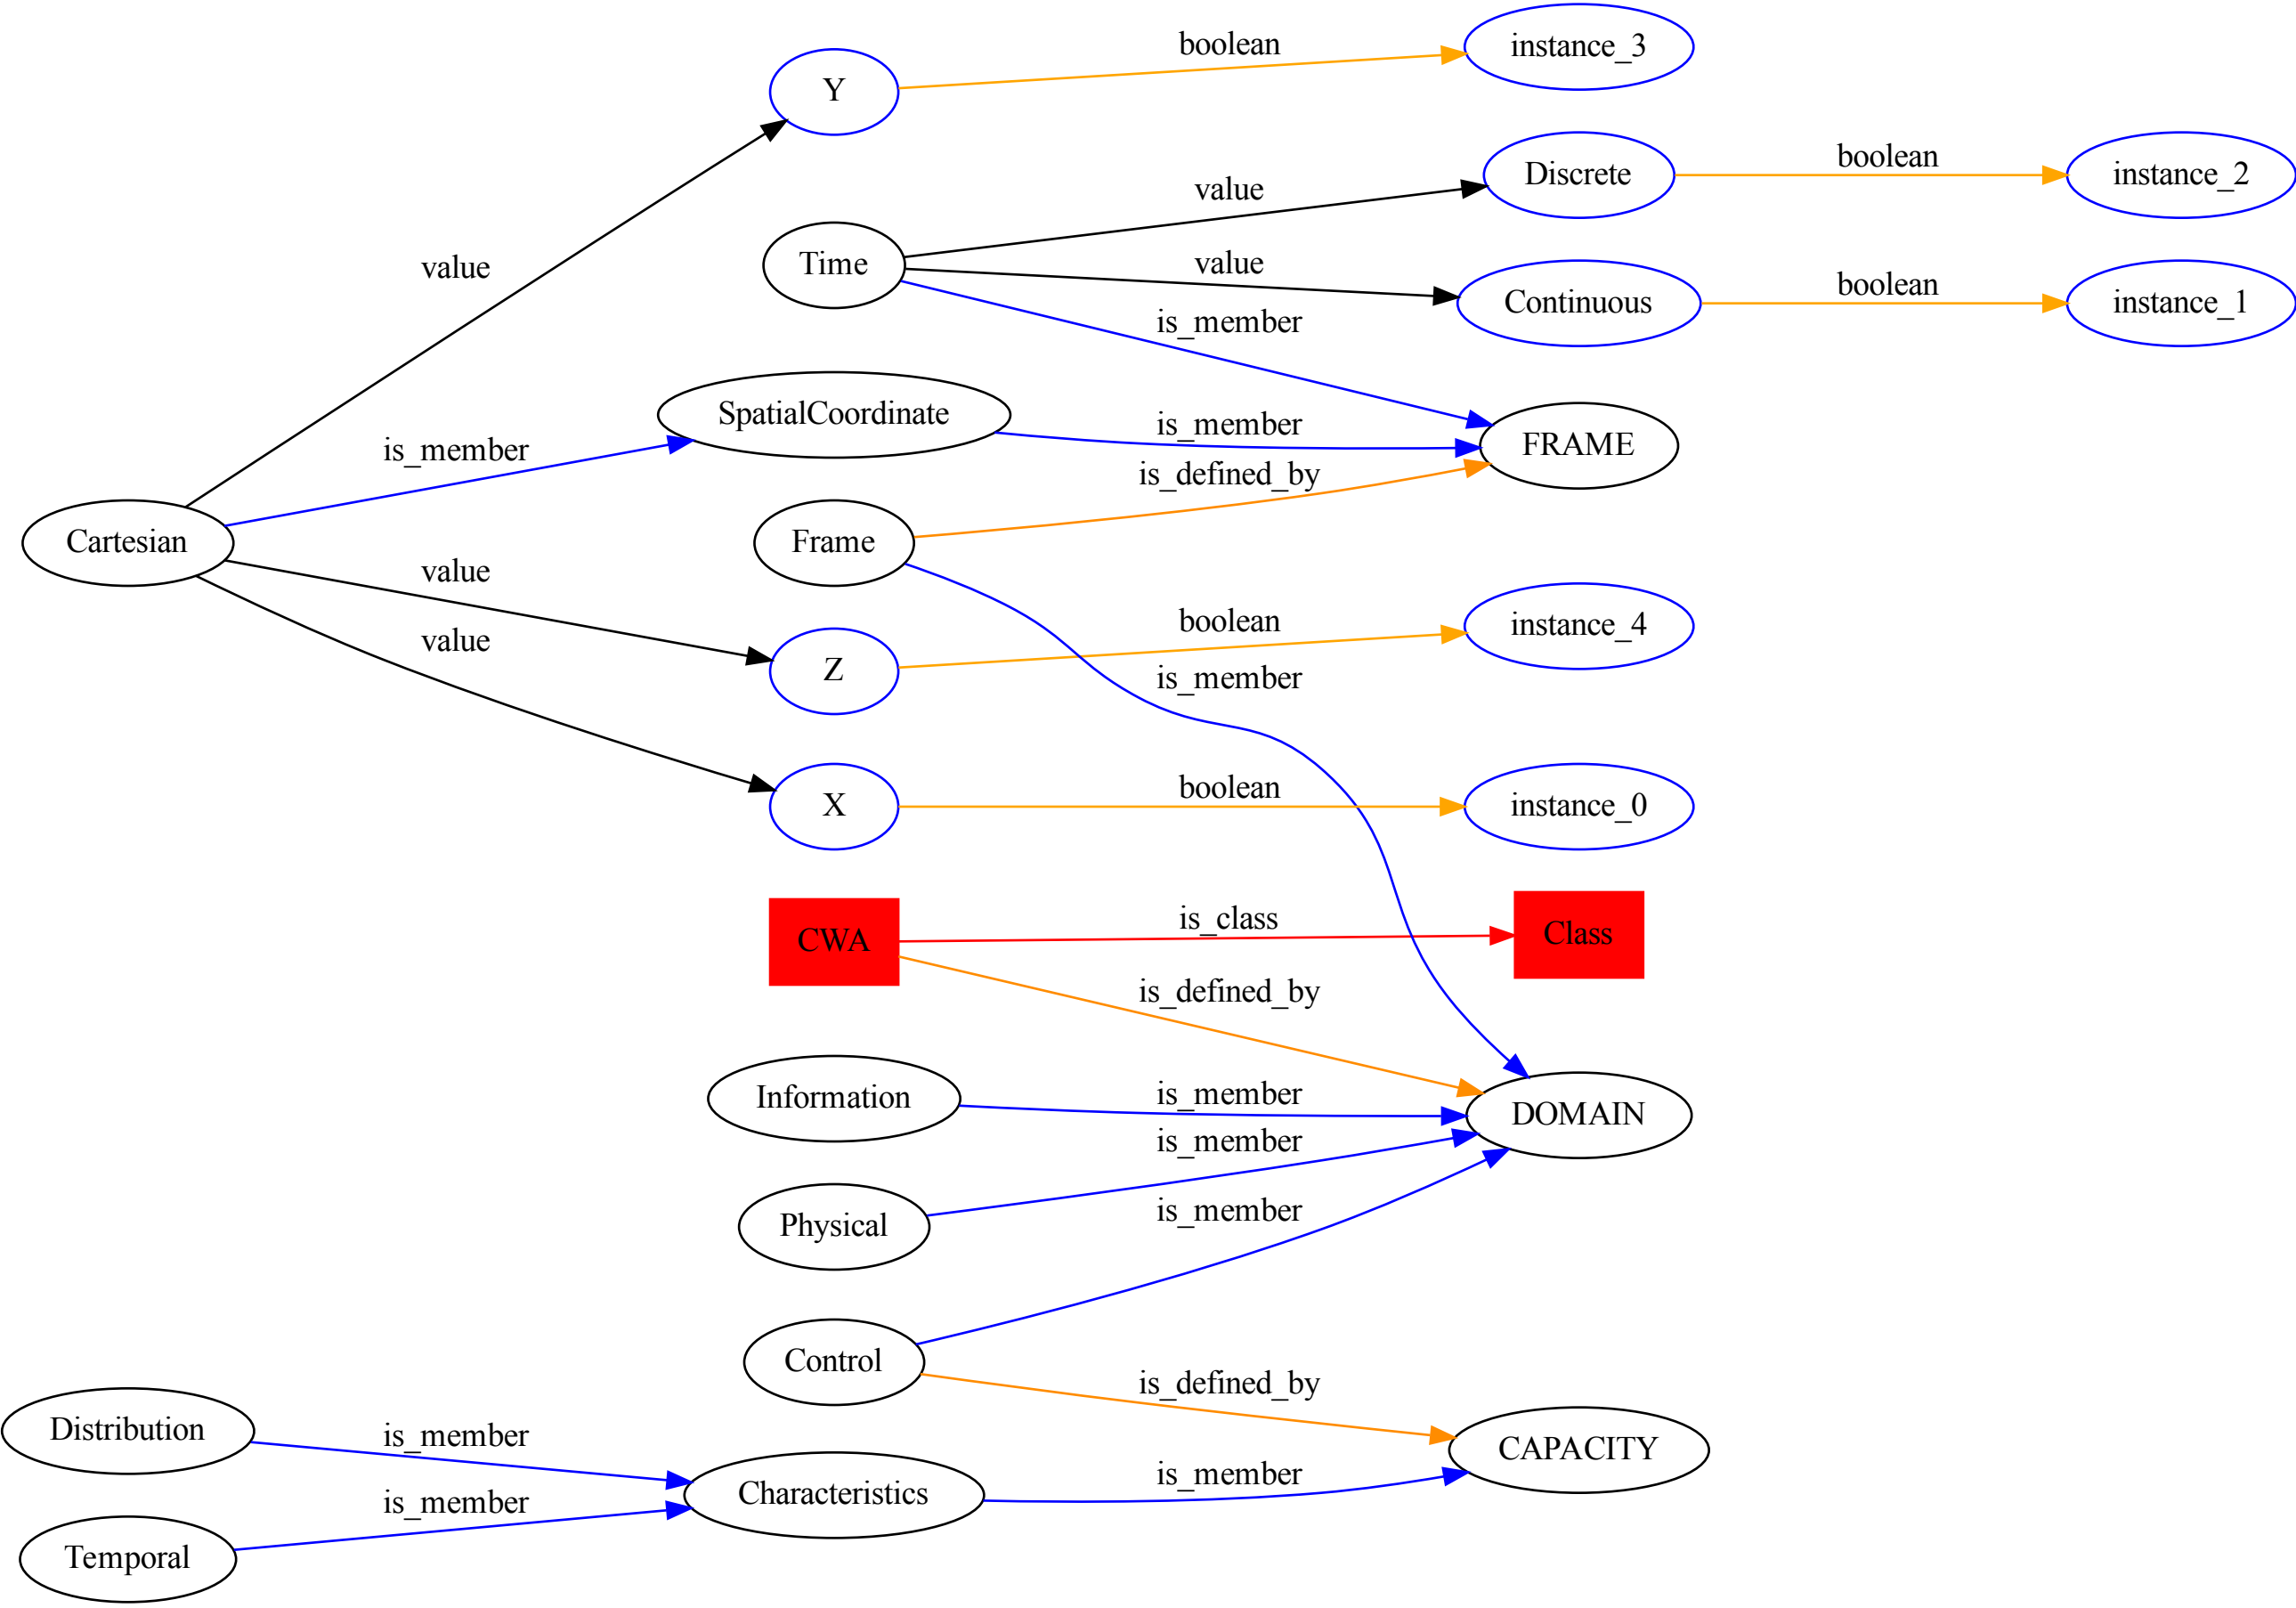 Y
boolean
instance_3
Discrete
boolean
instance_2
value
Time
value
Continuous
boolean
instance_1
value
is_member
SpatialCoordinate
is_member
FRAME
is_member
is_defined_by
Cartesian
Frame
value
boolean
instance_4
value
Z
is_member
boolean
X
instance_0
CWA
is_class
Class
is_defined_by
Information
is_member
DOMAIN
is_member
Physical
is_member
Control
is_defined_by
Distribution
is_member
CAPACITY
is_member
Characteristics
is_member
Temporal